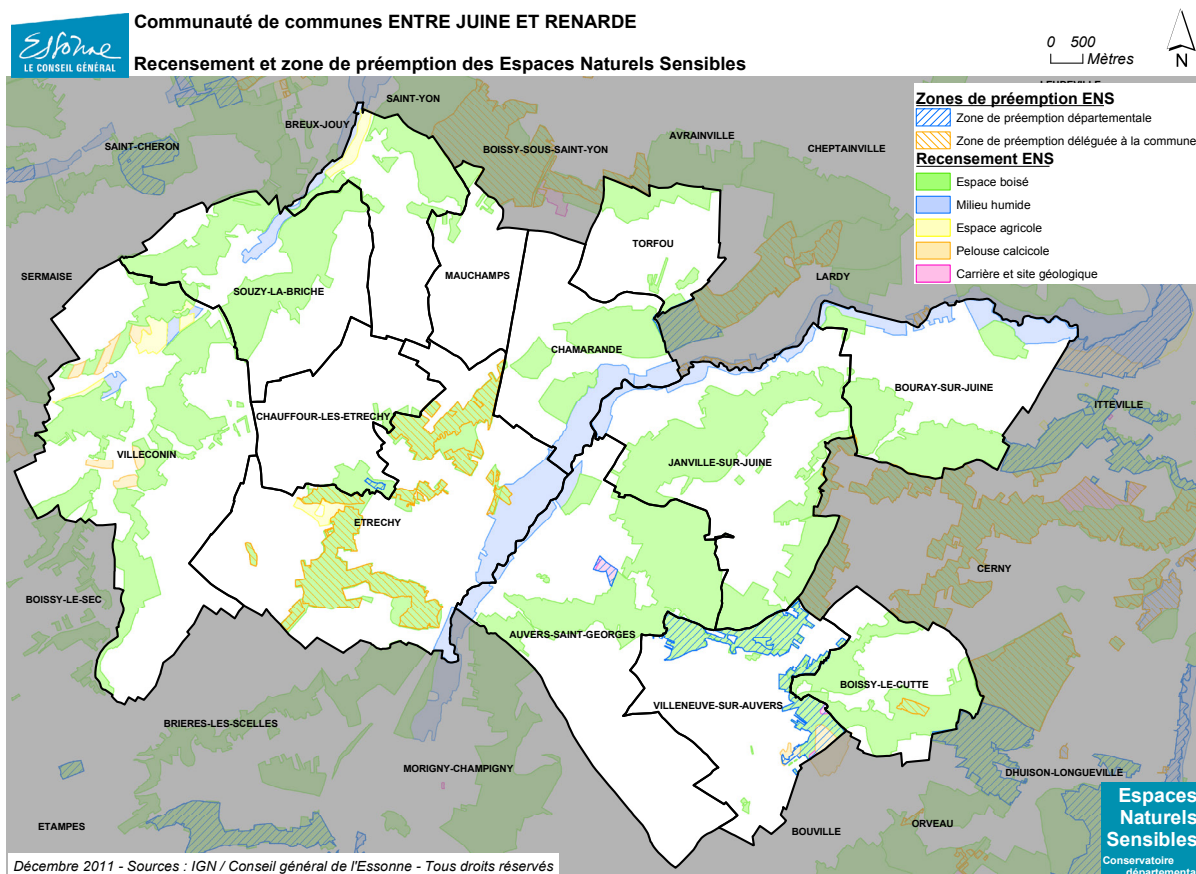 Communauté de communes ENTRE JUINE ET RENARDE
Essonne
LE CONSEIL GÉNÉRAL
Recensement et zone de préemption des Espaces Naturels Sensibles
0 500
Mètres
N
LEUDEVILLE
Zones de préemption ENS
Zone de préemption départementale
Zone de préemption déléguée à la commune
Recensement ENS
Espace boisé
Milieu humide
Espace agricole
Pelouse calcicole
Carrière et site géologique
SAINT-YON
BREUX-JOUY
AVRAINVILLE
SAINT-CHERON
BOISSY-SOUS-SAINT-YON
CHEPTAINVILLE
TORFOU
SERMAISE
MAUCHAMPS
LARDY
SOUZY-LA-BRICHE
CHAMARANDE
BOURAY-SUR-JUINE
ITTEVILLE
CHAUFFOUR-LES-ETRECHY
VILLECONIN
JANVILLE-SUR-JUINE
ETRECHY
CERNY
BOISSY-LE-SEC
AUVERS-SAINT-GEORGES
BOISSY-LE-CUTTE
VILLENEUVE-SUR-AUVERS
BRIERES-LES-SCELLES
MORIGNY-CHAMPIGNY
DHUISON-LONGUEVILLE
ETAMPES
BOUVILLE
ORVEAU
Espaces
Naturels
Sensibles
Conservatoire
départementa
Décembre 2011 - Sources : IGN / Conseil général de l'Essonne - Tous droits réservés